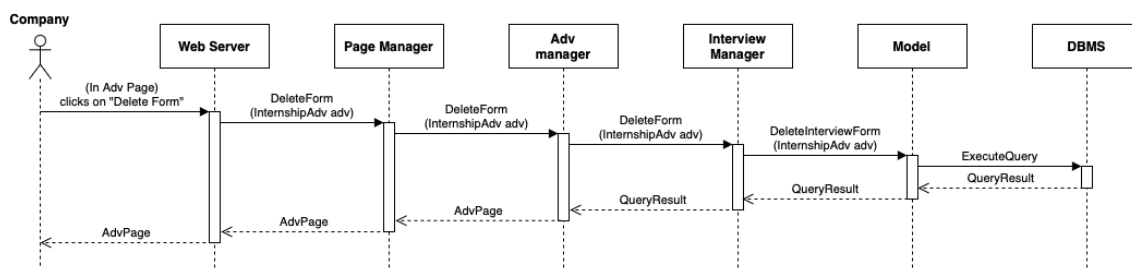 Company
Web Server
Page Manager
Adv
manager
Interview
Manager
Model
DBMS
(In Adv Page)
clicks on "Delete Form"
DeleteForm
(InternshipAdv adv)
DeleteForm
(InternshipAdv adv)
DeleteForm
(InternshipAdv adv)
DeleteInterviewForm
(InternshipAdv adv)
ExecuteQuery
QueryResult
QueryResult
QueryResult
AdvPage
AdvPage
AdvPage